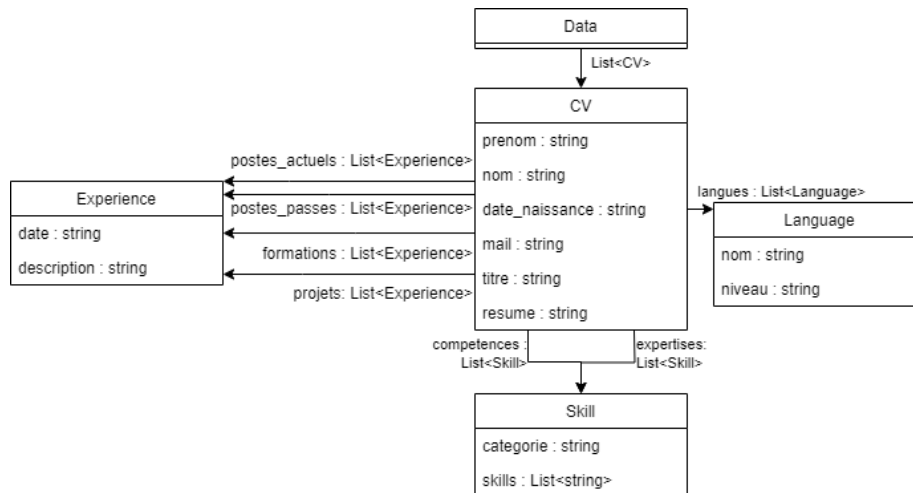 Data
List<CV>
CV
prenom : string
nom : string
date_naissance : string
mail : string
titre : string
resume : string
postes_actuels : List<Experience>
postes_passes : List<Experience>
formations : List<Experience>
projets: List<Experience>
Experience
date : string
description : string
langues : List<Language>
Language
nom : string
niveau : string
competences :
List<Skill>
expertises:
List<Skill>
Skill
categorie : string
skills : List<string>